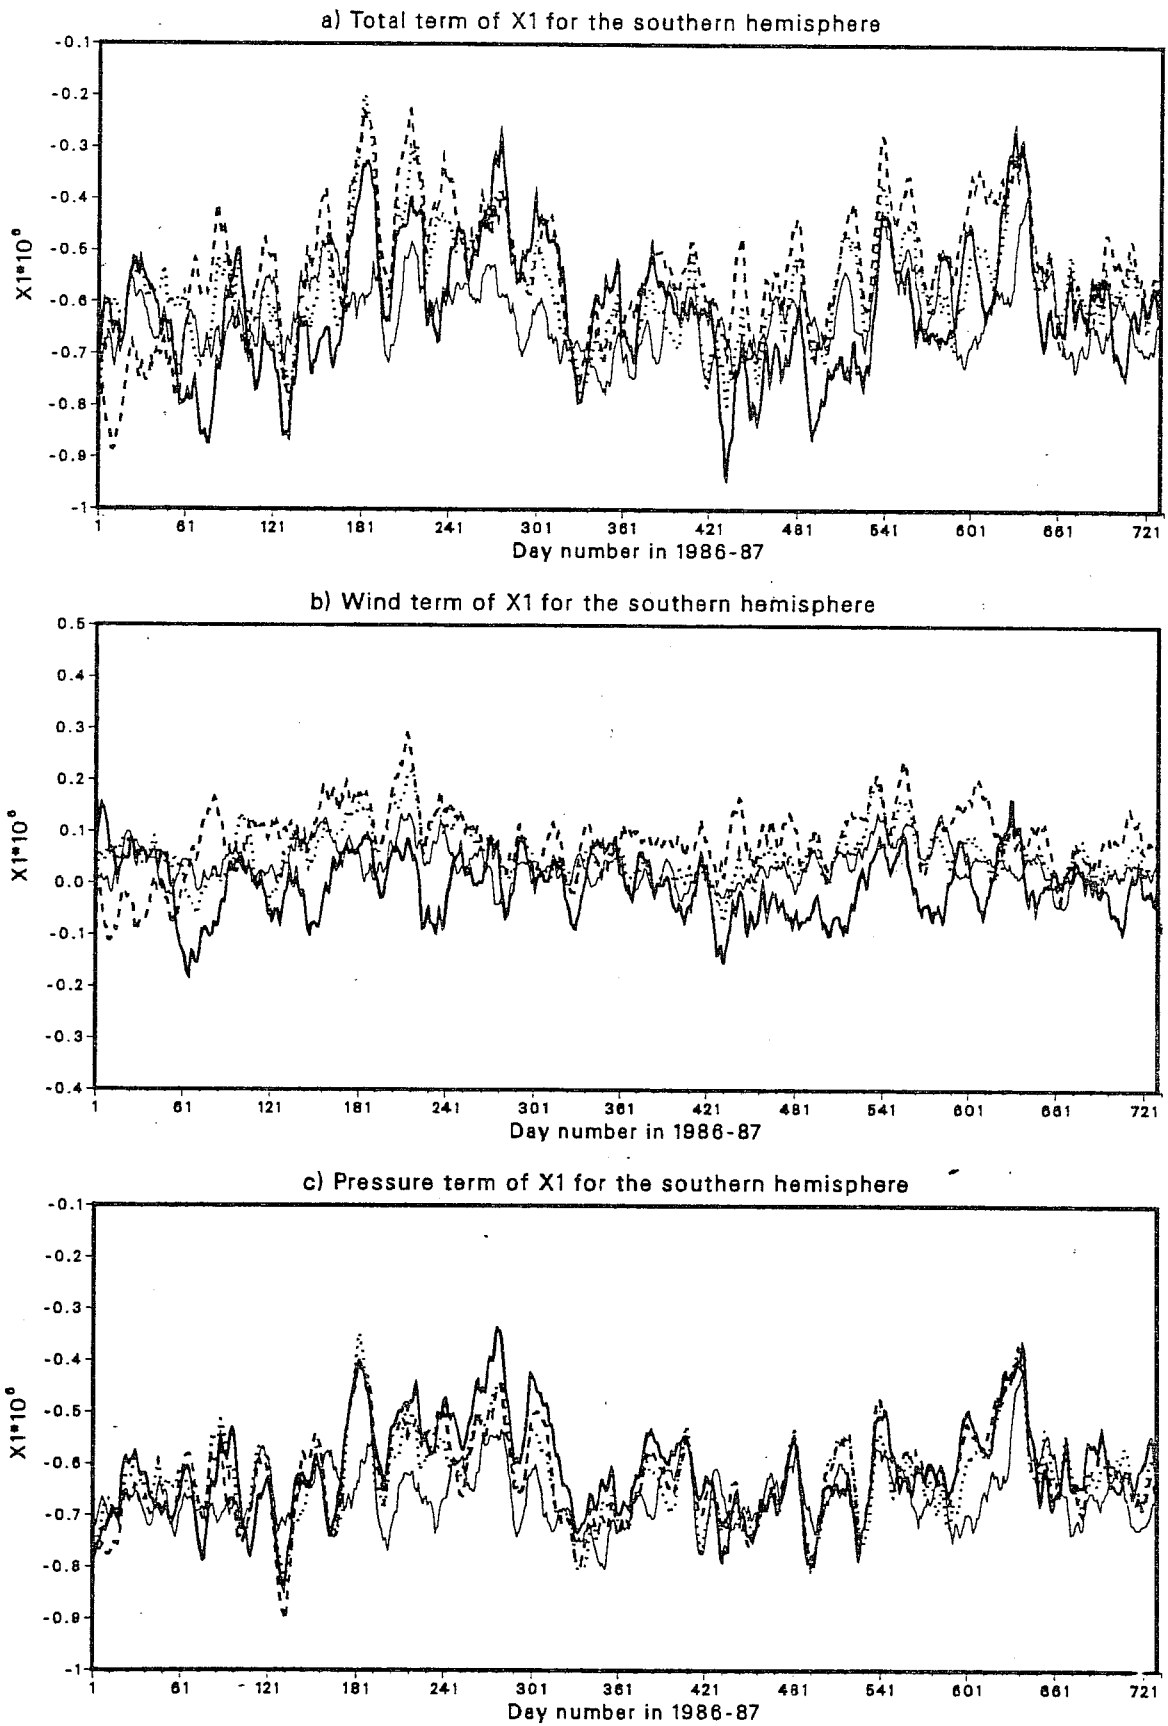 a) Total term of X1 for the southern hemisphere
-0.1
-0.2
-0.3
-0.4
-0.5
-0.6
-0.7
-0.8
-0.9
-1
X1*10⁶
1 61 121 181 241 301 361 421 481 541 601 661 721
Day number in 1986-87
b) Wind term of X1 for the southern hemisphere
0.5
0.4
0.3
0.2
0.1
0.0
-0.1
-0.2
-0.3
-0.4
X1*10⁶
1 61 121 181 241 301 361 421 481 541 601 661 721
Day number in 1986-87
c) Pressure term of X1 for the southern hemisphere
-0.1
-0.2
-0.3
-0.4
-0.5
-0.6
-0.7
-0.8
-0.9
-1
X1*10⁶
1 61 121 181 241 301 361 421 481 541 601 661 721
Day number in 1986-87